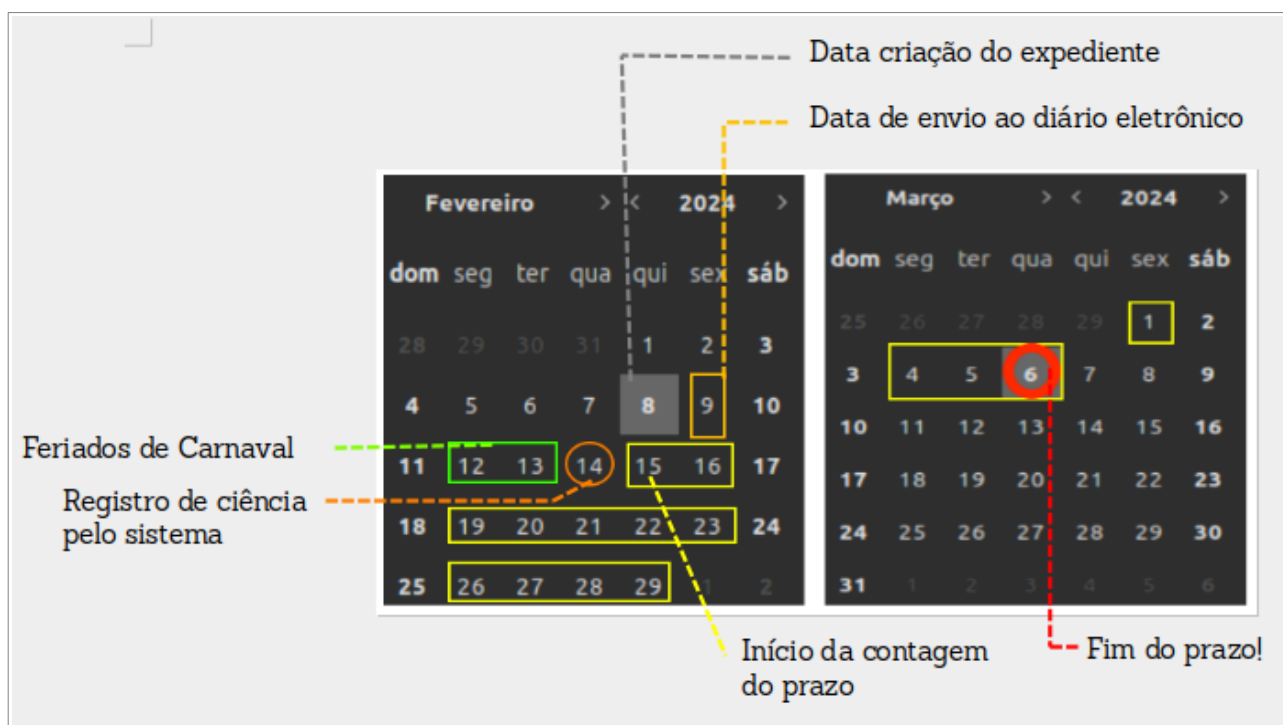 Data criação do expediente
Data de envio ao diário eletrônico
Fevereiro > < 2024 >
dom seg ter qua qui sex sáb
28 29 30 31 1 2 3
4 5 6 7 8 9 10
11 12 13 14 15 16 17
18 19 20 21 22 23 24
25 26 27 28 29 1 2
Março > < 2024 >
dom seg ter qua qui sex sáb
25 26 27 28 29 1 2
3 4 5 6 7 8 9
10 11 12 13 14 15 16
17 18 19 20 21 22 23
24 25 26 27 28 29 30
31 1 2 3 4 5 6
Feriados de Carnaval
Registro de ciência
pelo sistema
Início da contagem
do prazo
Fim do prazo!